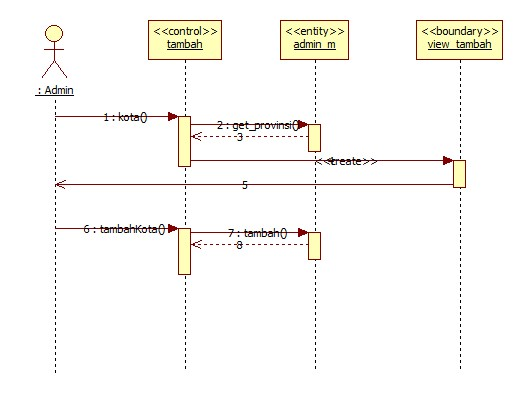 <<control>>
tambah
<<entity>>
admin_m
<<boundary>>
view_tambah
: Admin
1 : kota()
2 : get_provinsi()
3
<<create>>
5
6 : tambahKota()
7 : tambah()
8